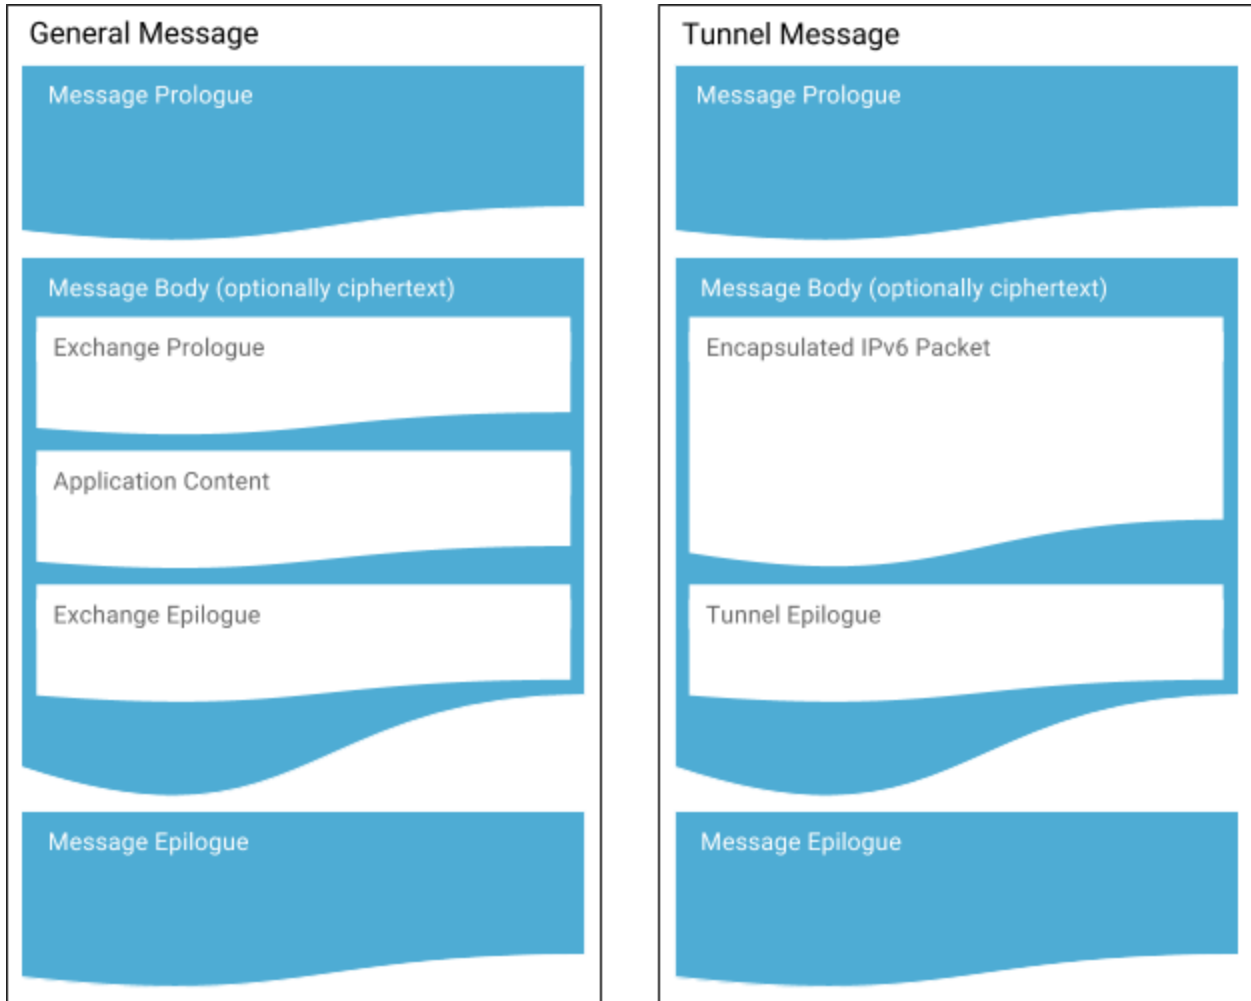 General Message
Message Prologue
Message Body (optionally ciphertext)
Exchange Prologue
Application Content
Exchange Epilogue
Message Epilogue
Tunnel Message
Message Prologue
Message Body (optionally ciphertext)
Encapsulated IPv6 Packet
Tunnel Epilogue
Message Epilogue